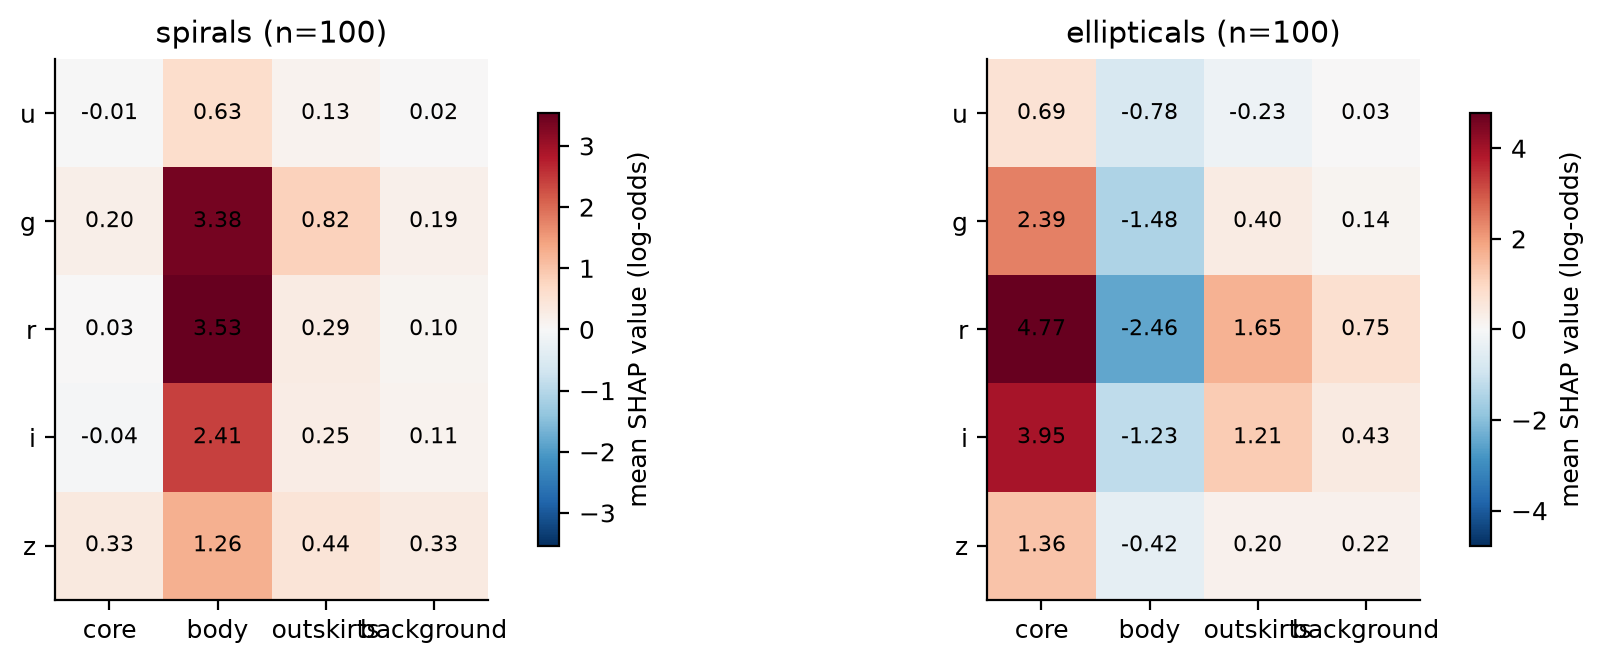 spirals (n=100)
u -0.01 0.63 0.13 0.02
g 0.20 3.38 0.82 0.19
r 0.03 3.53 0.29 0.10
i -0.04 2.41 0.25 0.11
z 0.33 1.26 0.44 0.33
core body outskirts background
3
2
1
0
−1
−2
−3
mean SHAP value (log-odds)
ellipticals (n=100)
u 0.69 -0.78 -0.23 0.03
g 2.39 -1.48 0.40 0.14
r 4.77 -2.46 1.65 0.75
i 3.95 -1.23 1.21 0.43
z 1.36 -0.42 0.20 0.22
core body outskirts background
4
2
0
−2
−4
mean SHAP value (log-odds)